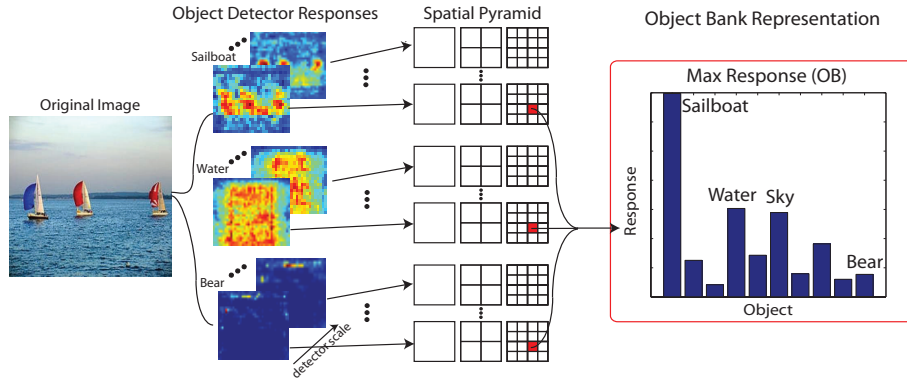 Object Detector Responses
Spatial Pyramid
Object Bank Representation
Original Image
Sailboat
Water
Bear
detector scale
Max Response (OB)
Sailboat
Water
Sky
Bear
Response
Object